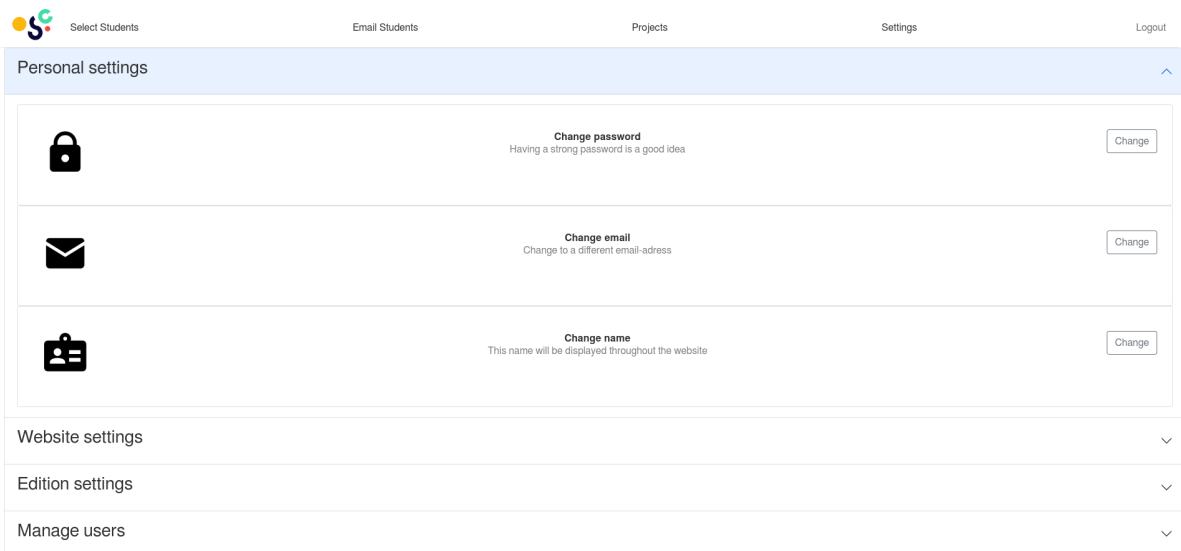 Select Students
Email Students
Projects
Settings
Logout
Personal settings
Change password
Having a strong password is a good idea
Change
Change email
Change to a different email-adress
Change
Change name
This name will be displayed throughout the website
Change
Website settings
Edition settings
Manage users